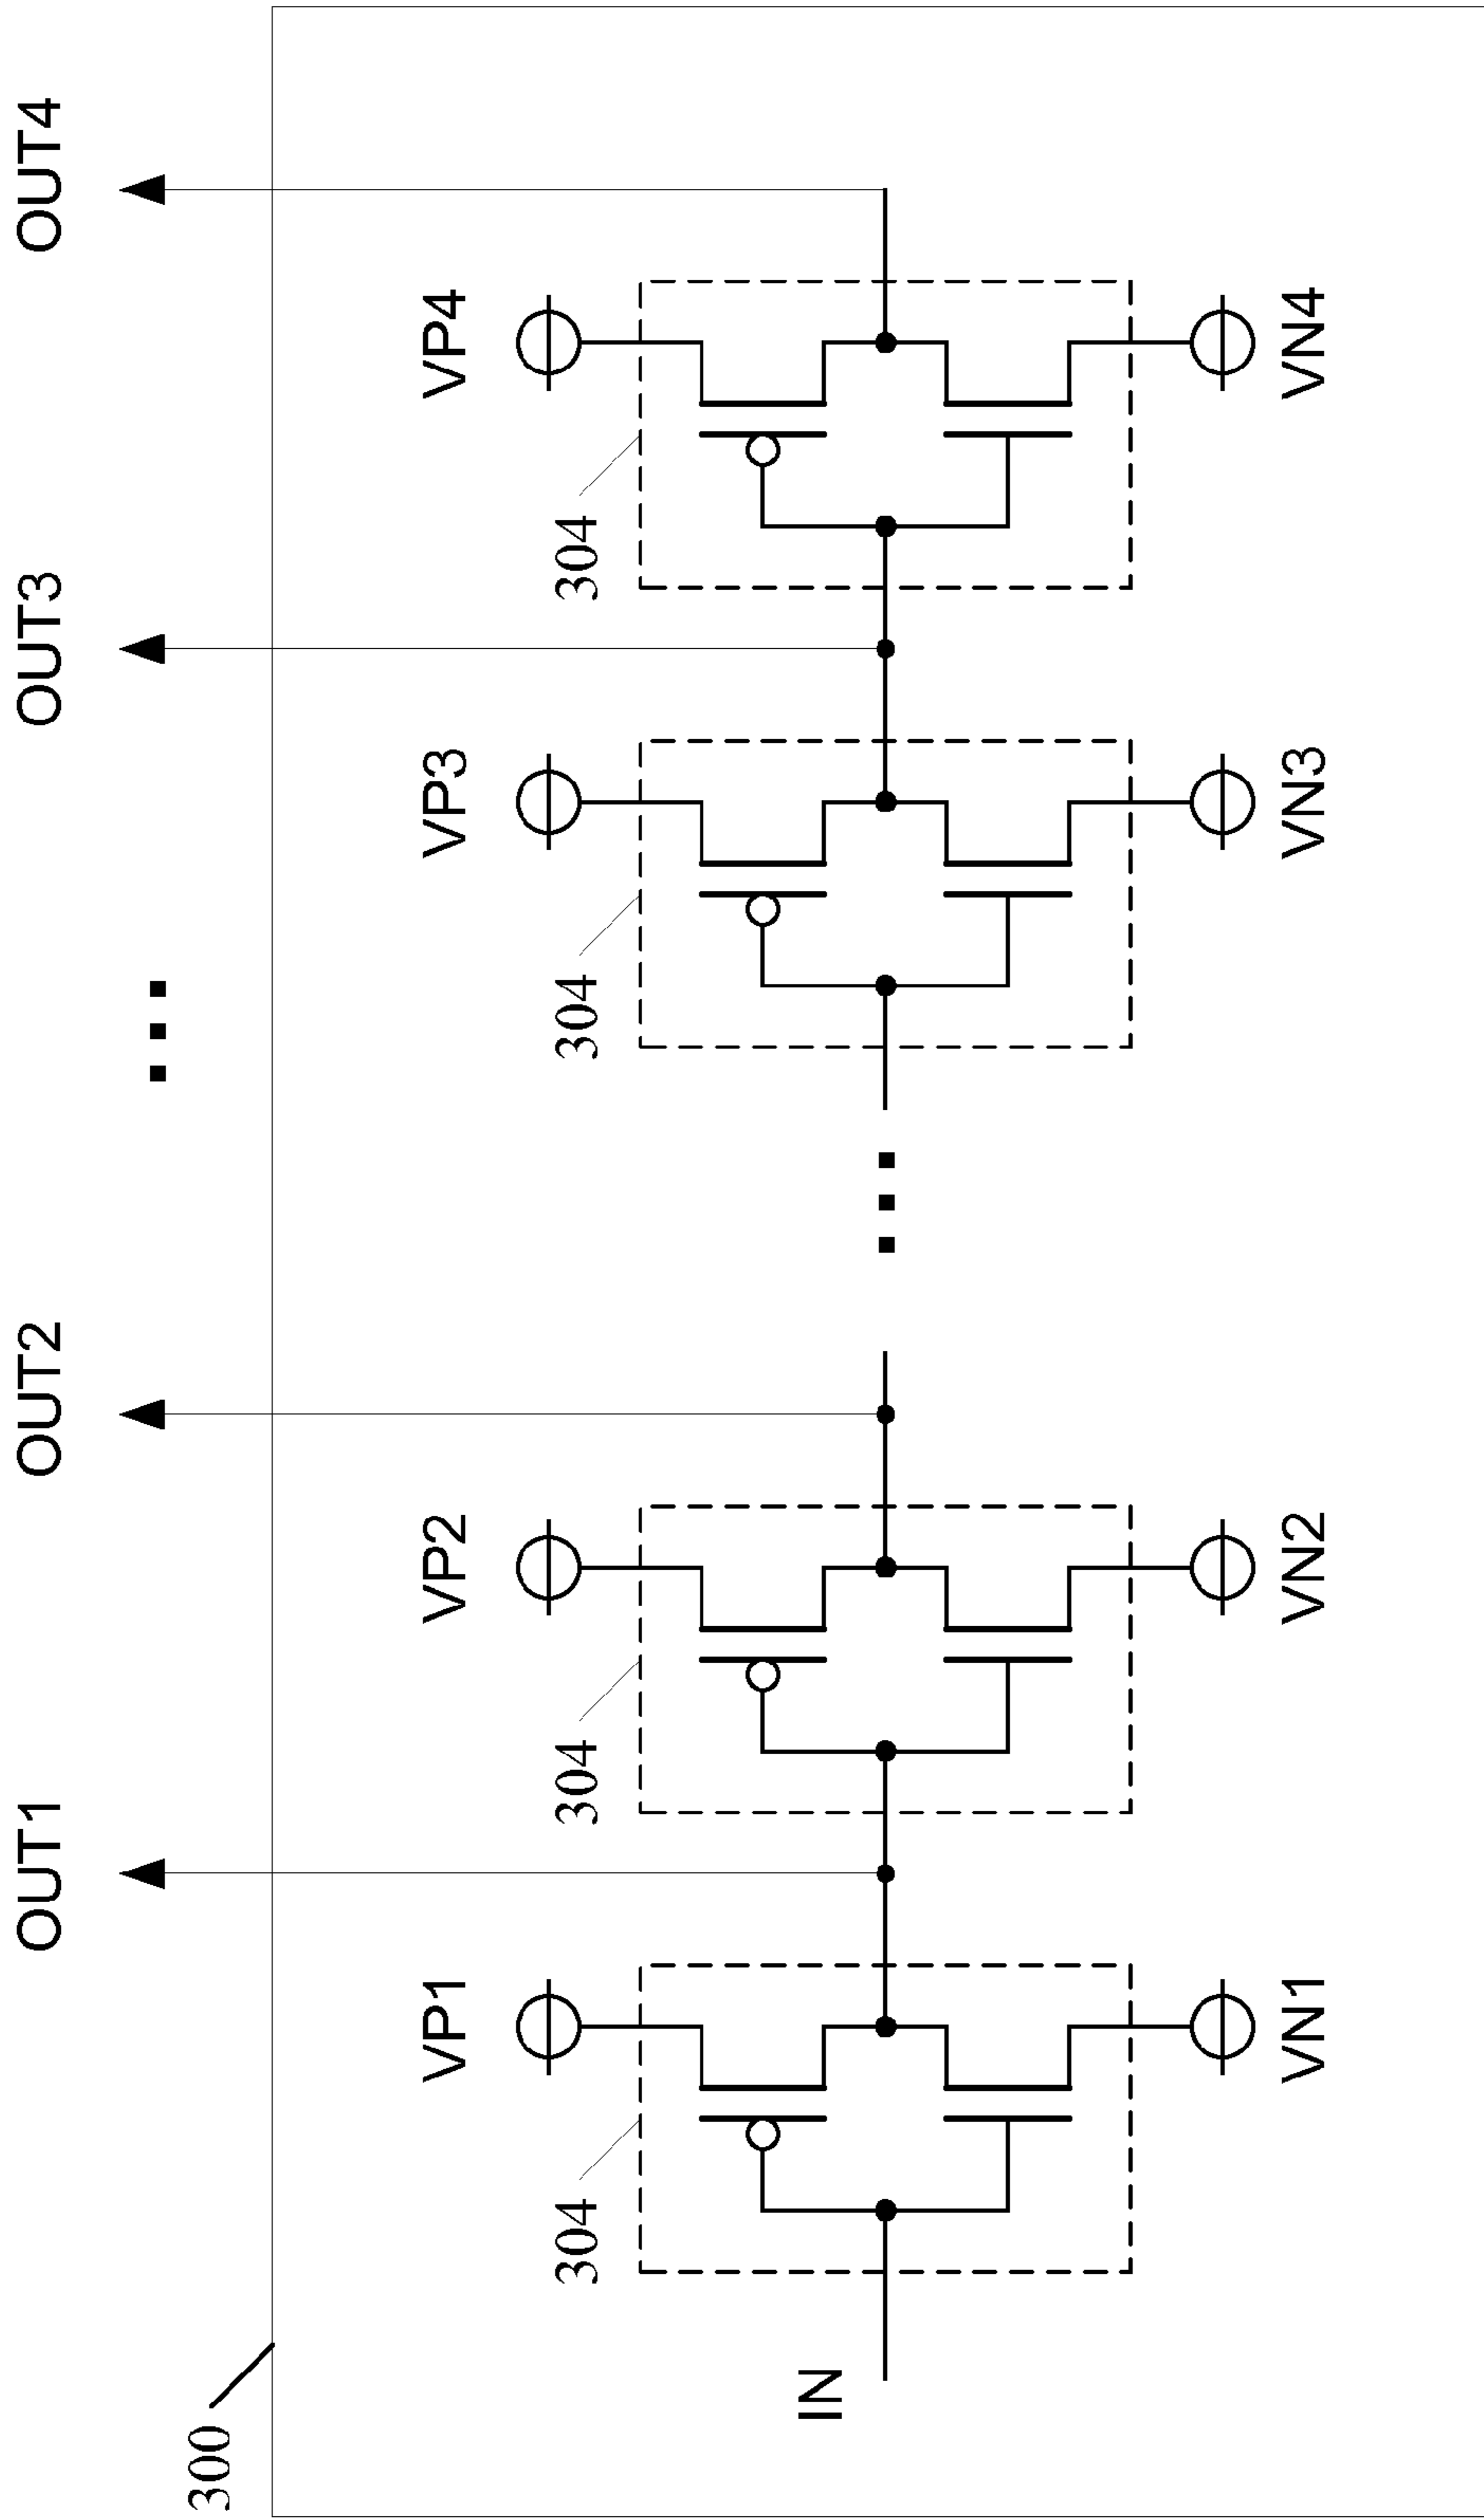 OUT1 OUT2 OUT3 OUT4
300
VP1 VP2 VP3 VP4
304 304 304 304
IN
VN1 VN2 VN3 VN4